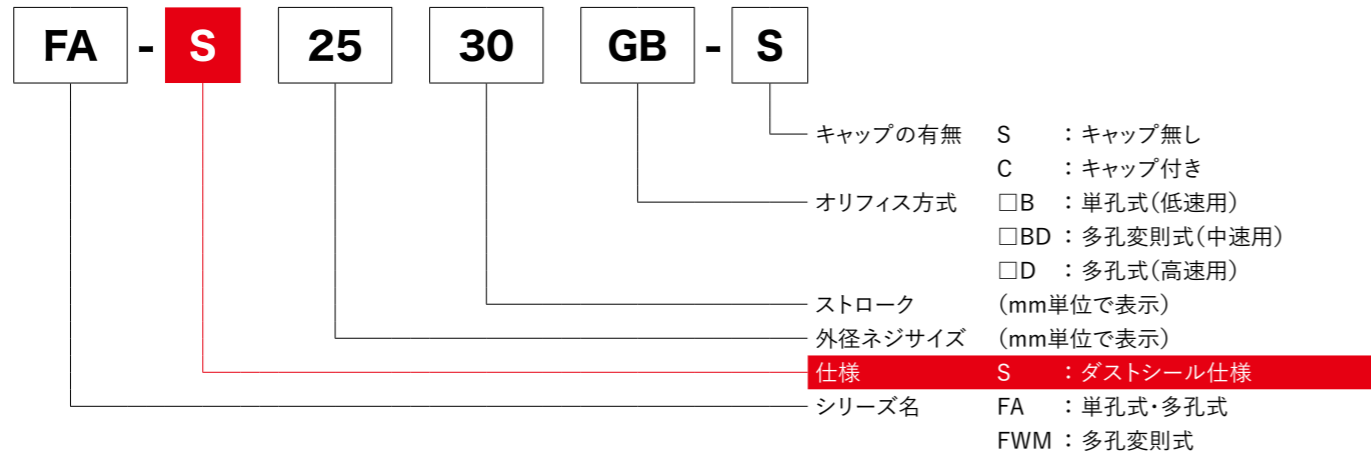 FA - S 25 30 GB - S
キャップの有無 S ：キャップ無し
C ：キャップ付き
オリフィス方式 □B ：単孔式（低速用）
□BD ：多孔変則式（中速用）
□D ：多孔式（高速用）
ストローク （mm単位で表示）
外径ネジサイズ （mm単位で表示）
仕様 S ：ダストシール仕様
シリーズ名 FA ：単孔式・多孔式
FWM ：多孔変則式